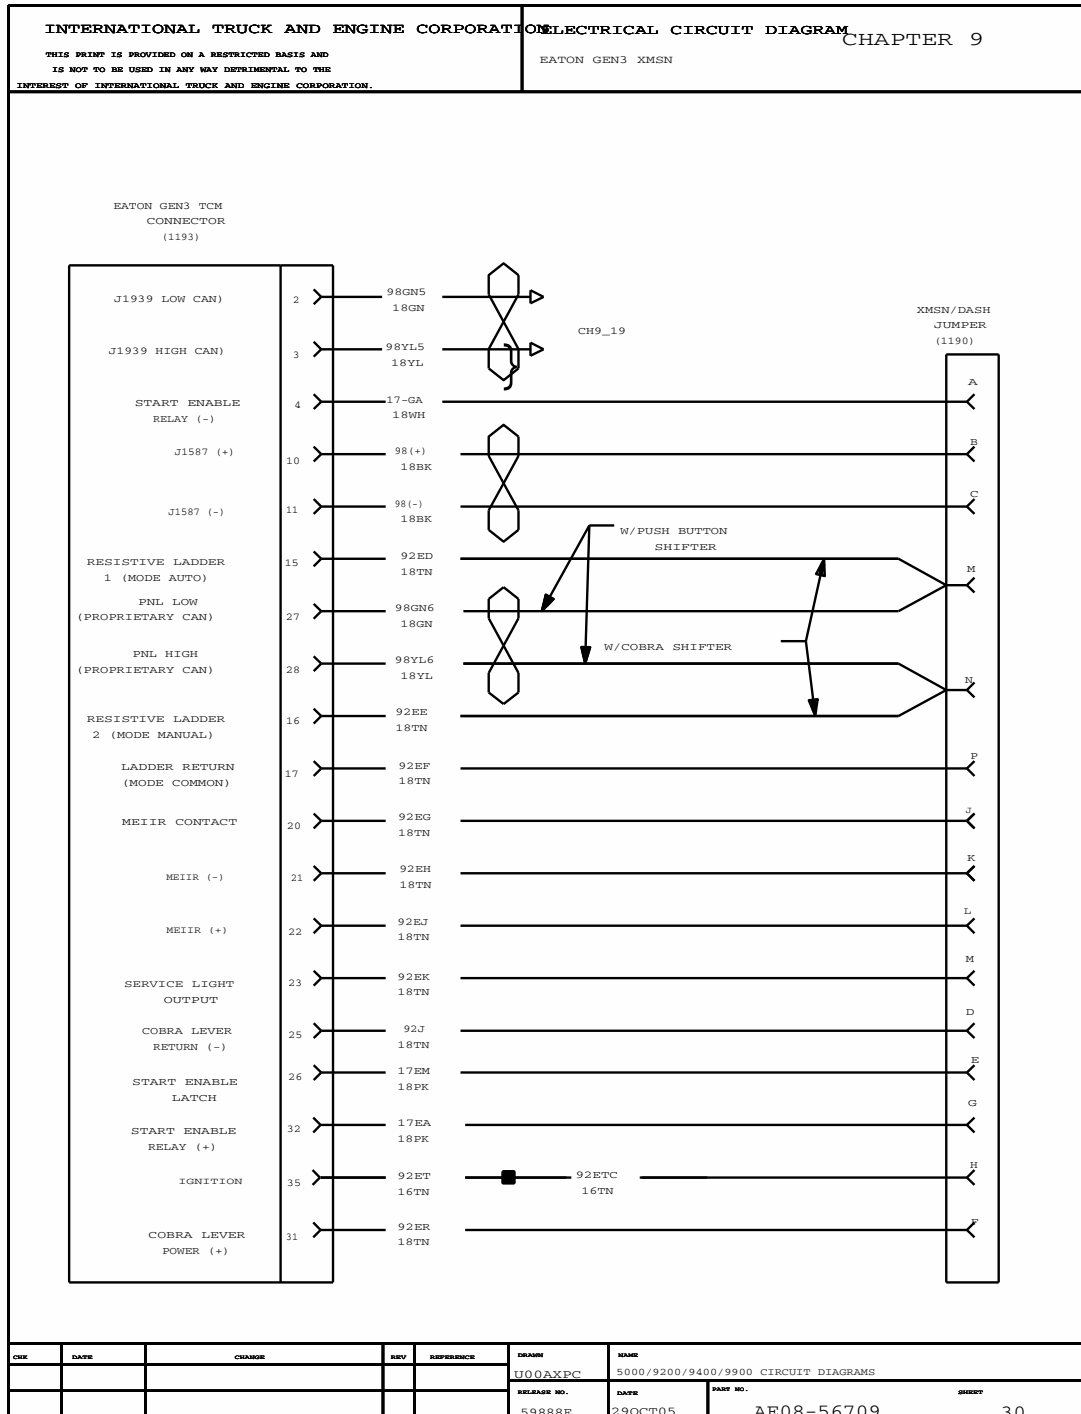 INTERNATIONAL TRUCK AND ENGINE CORPORATION
THIS PRINT IS PROVIDED ON A RESTRICTED BASIS AND
IS NOT TO BE USED IN ANY WAY DETRIMENTAL TO THE
INTEREST OF INTERNATIONAL TRUCK AND ENGINE CORPORATION.
ELECTRICAL CIRCUIT DIAGRAM
EATON GEN3 XMSN
CHAPTER 9
EATON GEN3 TCM
CONNECTOR
(1193)
XMSN/DASH
JUMPER
(1190)
J1939 LOW CAN)
2
98GN5
18GN
CH9_19
J1939 HIGH CAN)
3
98YL5
18YL
START ENABLE
RELAY (-)
4
17-GA
18WH
A
J1587 (+)
10
98(+)
18BK
B
J1587 (-)
11
98(-)
18BK
C
W/PUSH BUTTON
SHIFTER
RESISTIVE LADDER
1 (MODE AUTO)
15
92ED
18TN
M
PNL LOW
(PROPRIETARY CAN)
27
98GN6
18GN
W/COBRA SHIFTER
PNL HIGH
(PROPRIETARY CAN)
28
98YL6
18YL
N
RESISTIVE LADDER
2 (MODE MANUAL)
16
92EE
18TN
LADDER RETURN
(MODE COMMON)
17
92EF
18TN
P
MEIIR CONTACT
20
92EG
18TN
J
MEIIR (-)
21
92EH
18TN
K
MEIIR (+)
22
92EJ
18TN
L
SERVICE LIGHT
OUTPUT
23
92EK
18TN
M
COBRA LEVER
RETURN (-)
25
92J
18TN
D
START ENABLE
LATCH
26
17EM
18PK
E
START ENABLE
RELAY (+)
32
17EA
18PK
G
IGNITION
35
92ET
16TN
92ETC
16TN
H
COBRA LEVER
POWER (+)
31
92ER
18TN
F
CHK
DATE
CHANGE
REV
REFERENCE
DRAWN
U00AXPC
NAME
5000/9200/9400/9900 CIRCUIT DIAGRAMS
RELEASE NO.
59888E
DATE
29OCT05
PART NO.
AE08-56709
SHEET
30